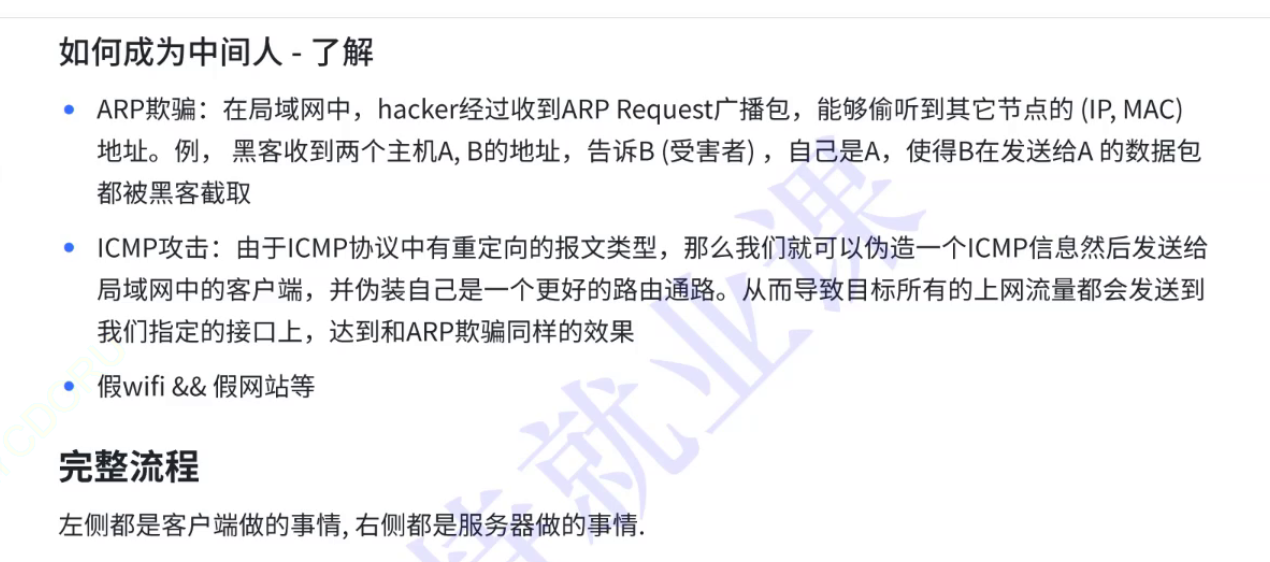 如何成为中间人 - 了解
ARP欺骗：在局域网中，hacker经过收到ARP Request广播包，能够偷听到其它节点的 (IP, MAC)
地址。例， 黑客收到两个主机A, B的地址，告诉B (受害者) ，自己是A，使得B在发送给A 的数据包
都被黑客截取
ICMP攻击：由于ICMP协议中有重定向的报文类型，那么我们就可以伪造一个ICMP信息然后发送给
局域网中的客户端，并伪装自己是一个更好的路由通路。从而导致目标所有的上网流量都会发送到
我们指定的接口上，达到和ARP欺骗同样的效果
假wifi && 假网站等
完整流程
左侧都是客户端做的事情, 右侧都是服务器做的事情.
就业课